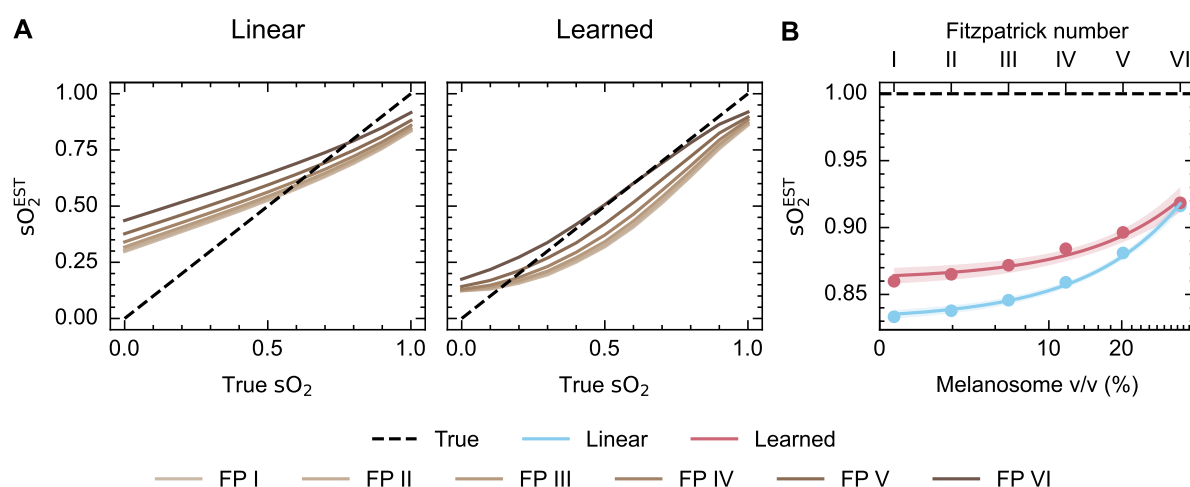 A
Linear
Learned
B
Fitzpatrick number
I II III IV V VI
sO₂ᴱˢᵀ
1.00
0.75
0.50
0.25
0.00
0.0 0.5 1.0
True sO₂
0.0 0.5 1.0
True sO₂
sO₂ᴱˢᵀ
1.00
0.95
0.90
0.85
0 10 20
Melanosome v/v (%)
True Linear Learned
FP I FP II FP III FP IV FP V FP VI